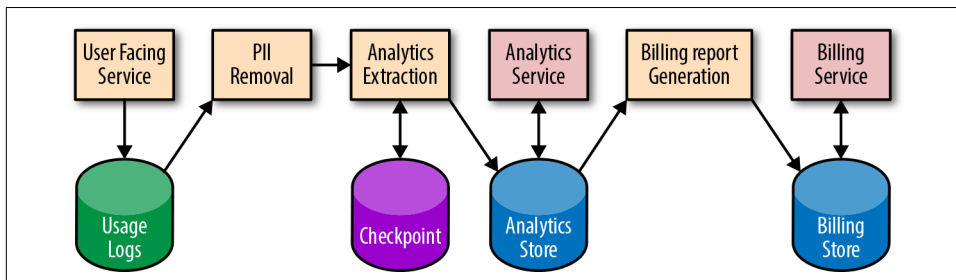 User Facing
Service
PII
Removal
Analytics
Extraction
Analytics
Service
Billing report
Generation
Billing
Service
Usage
Logs
Checkpoint
Analytics
Store
Billing
Store